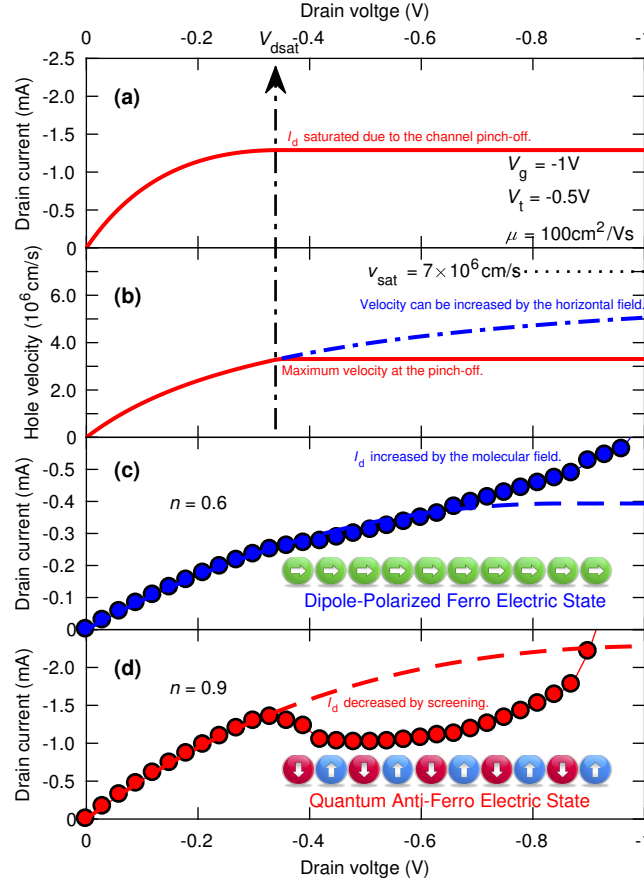 Drain voltge (V)
0 -0.2 -0.4 -0.6 -0.8 -1
V_dsat
Drain current (mA)
-2.5
-2.0
-1.5
-1.0
-0.5
0
(a)
I_d saturated due to the channel pinch-off.
V_g = -1V
V_t = -0.5V
μ = 100cm²/Vs
Hole velocity (10⁶cm/s)
6.0
4.0
2.0
0
(b)
v_sat = 7×10⁶cm/s
Velocity can be increased by the horizontal field.
Maximum velocity at the pinch-off.
Drain current (mA)
-0.5
-0.4
-0.3
-0.2
-0.1
0
(c)
I_d increased by the molecular field.
n = 0.6
Dipole-Polarized Ferro Electric State
Drain current (mA)
-2.0
-1.0
0
(d)
n = 0.9
I_d decreased by screening.
Quantum Anti-Ferro Electric State
0 -0.2 -0.4 -0.6 -0.8 -1
Drain voltge (V)